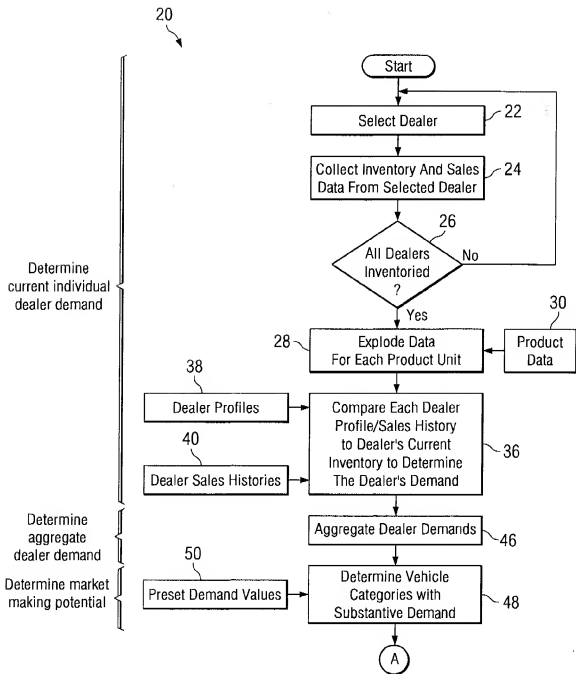 20
Start
Select Dealer
22
Collect Inventory And Sales
Data From Selected Dealer
24
26
All Dealers
Inventoried
?
No
Yes
Determine
current individual
dealer demand
28
Explode Data
For Each Product Unit
30
Product
Data
38
Dealer Profiles
40
Dealer Sales Histories
Compare Each Dealer
Profile/Sales History
to Dealer's Current
Inventory to Determine
The Dealer's Demand
36
Determine
aggregate
dealer demand
Aggregate Dealer Demands
46
Determine market
making potential
50
Preset Demand Values
Determine Vehicle
Categories with
Substantive Demand
48
A